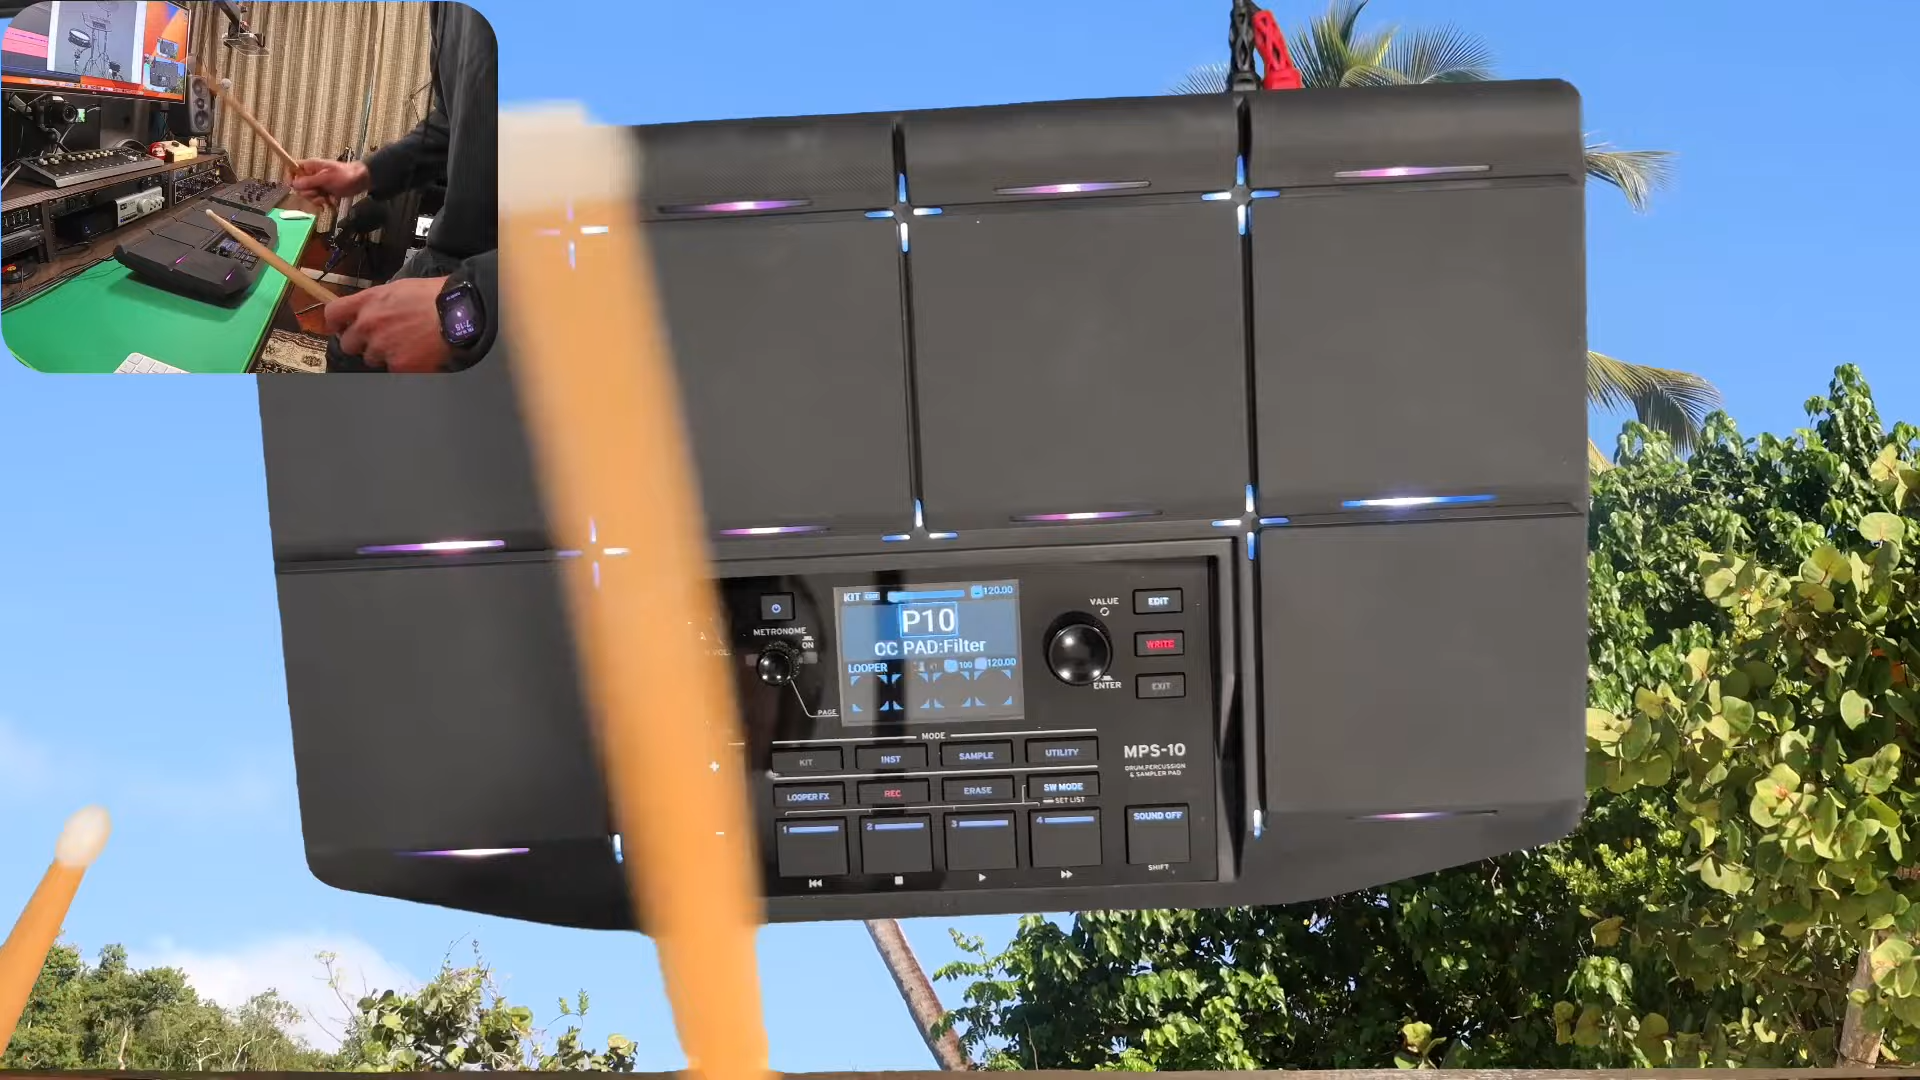 7:15
KIT
120.00
P10
CC PAD:Filter
LOOPER
100
120.00
METRONOME
ON
PAGE
VALUE
ENTER
EDIT
WRITE
EXIT
MODE
KIT
INST
SAMPLE
UTILITY
LOOPER FX
REC
ERASE
SW MODE
SET LIST
1
2
3
4
MPS-10
DRUM,PERCUSSION
& SAMPLER PAD
SOUND OFF
SHIFT